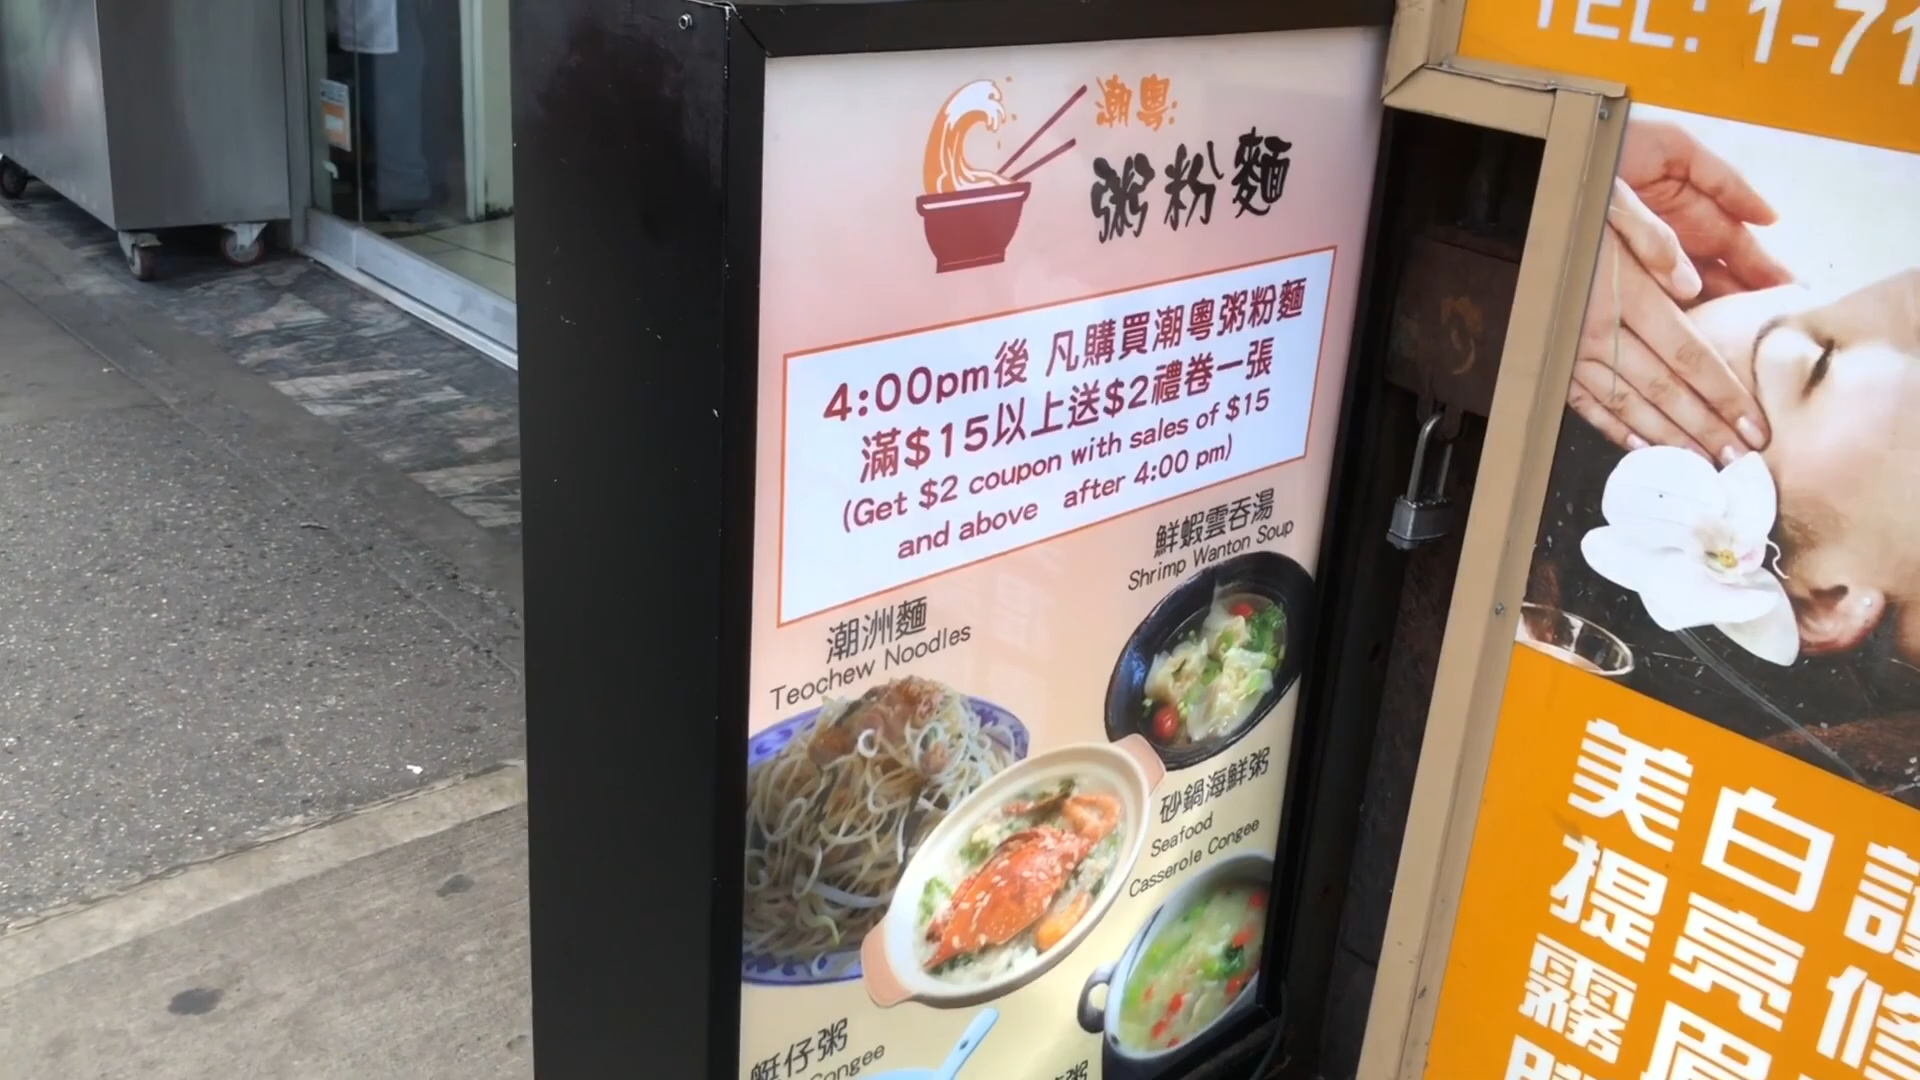 潮粵
粥粉麵
4:00pm後 凡購買潮粵粥粉麵
滿$15以上送$2禮卷一張
(Get $2 coupon with sales of $15
and above after 4:00 pm)
鮮蝦雲吞湯
Shrimp Wanton Soup
潮洲麵
Teochew Noodles
砂鍋海鮮粥
Seafood
Casserole Congee
艇仔粥
Congee
粥
TEL: 1-71
美白
提亮
霧眉
修